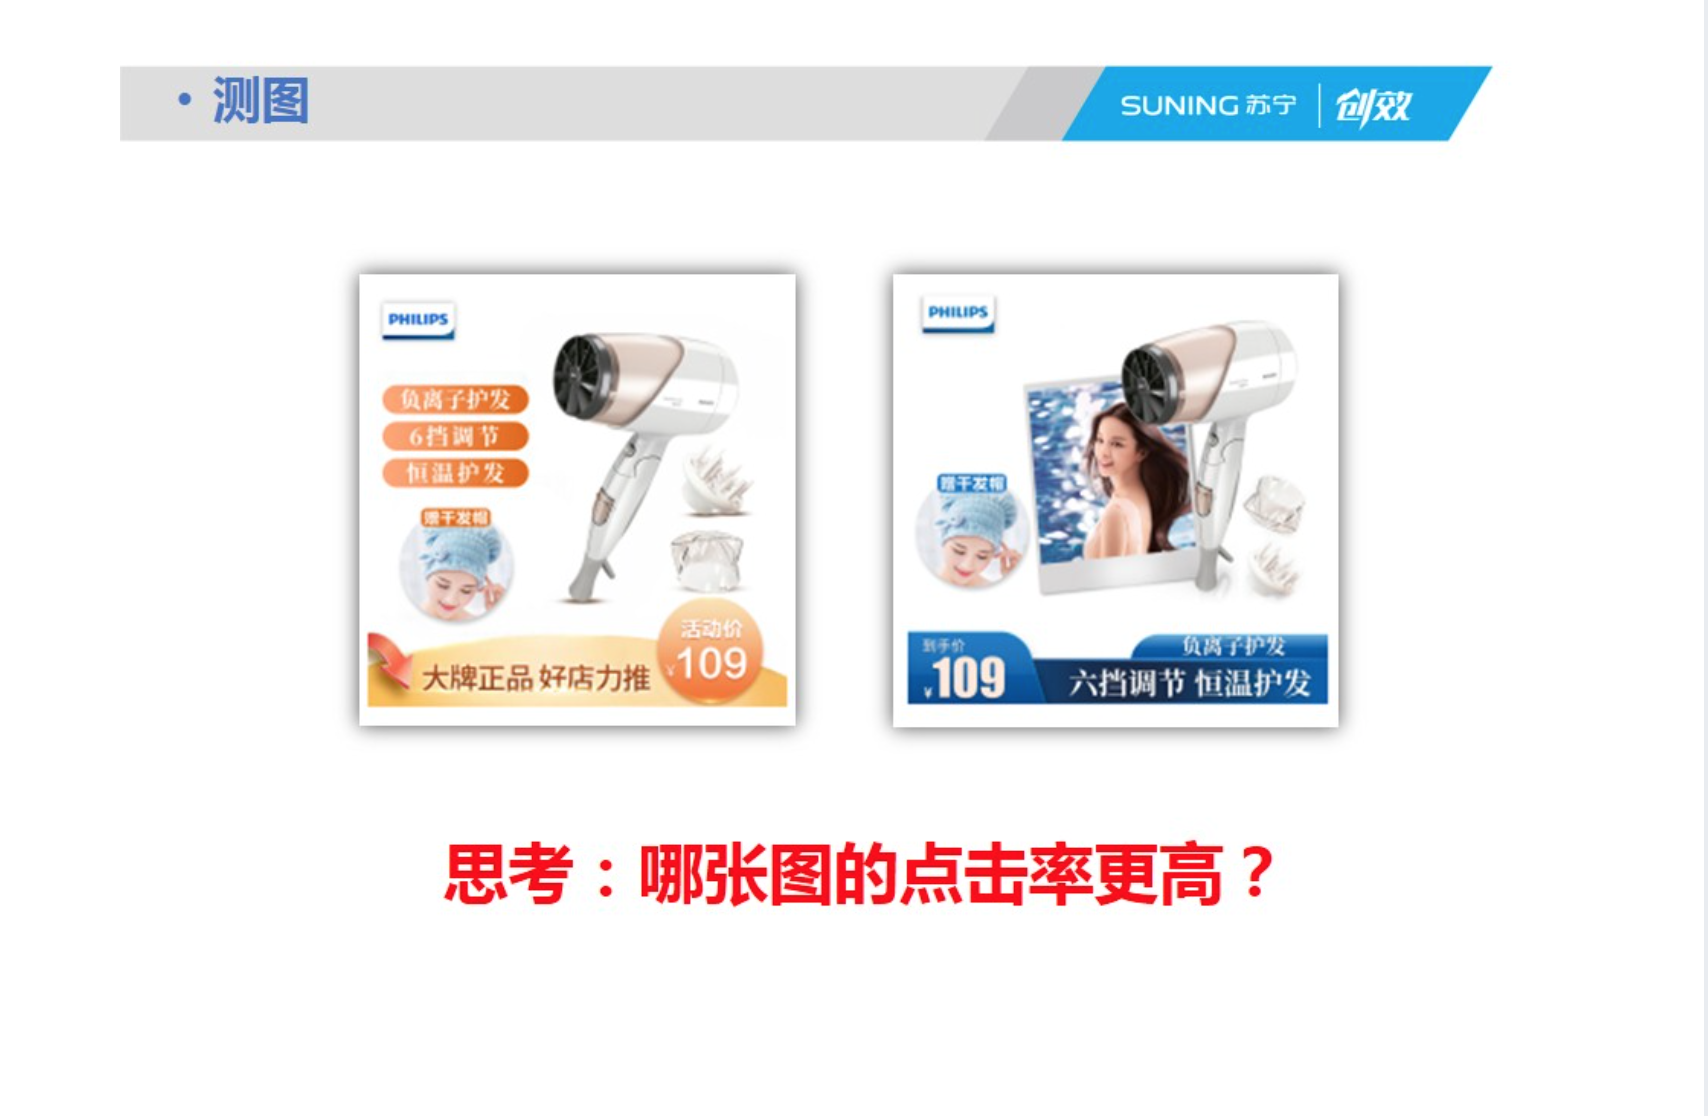 • 测图
SUNING 苏宁 | 创效
PHILIPS
负离子护发
6挡调节
恒温护发
赠干发帽
活动价
¥109
大牌正品 好店力推
PHILIPS
赠干发帽
到手价
¥109
负离子护发
六挡调节 恒温护发
思考：哪张图的点击率更高？